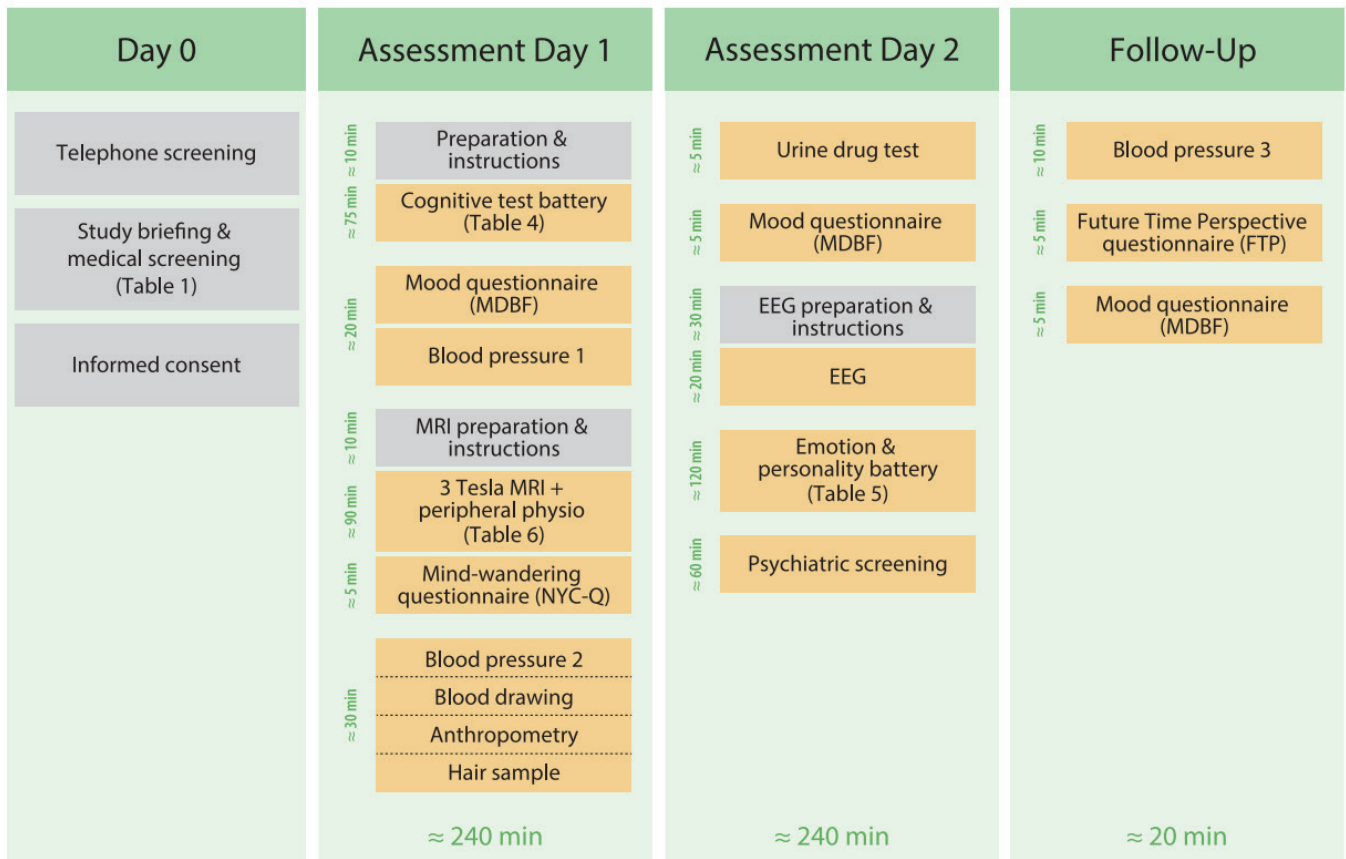 Day 0
Telephone screening
Study briefing &
medical screening
(Table 1)
Informed consent
Assessment Day 1
≈ 10 min
Preparation &
instructions
≈ 75 min
Cognitive test battery
(Table 4)
≈ 20 min
Mood questionnaire
(MDBF)
Blood pressure 1
≈ 10 min
MRI preparation &
instructions
≈ 90 min
3 Tesla MRI +
peripheral physio
(Table 6)
≈ 5 min
Mind-wandering
questionnaire (NYC-Q)
≈ 30 min
Blood pressure 2
Blood drawing
Anthropometry
Hair sample
≈ 240 min
Assessment Day 2
≈ 5 min
Urine drug test
≈ 5 min
Mood questionnaire
(MDBF)
≈ 30 min
EEG preparation &
instructions
≈ 20 min
EEG
≈ 120 min
Emotion &
personality battery
(Table 5)
≈ 60 min
Psychiatric screening
≈ 240 min
Follow-Up
≈ 10 min
Blood pressure 3
≈ 5 min
Future Time Perspective
questionnaire (FTP)
≈ 5 min
Mood questionnaire
(MDBF)
≈ 20 min